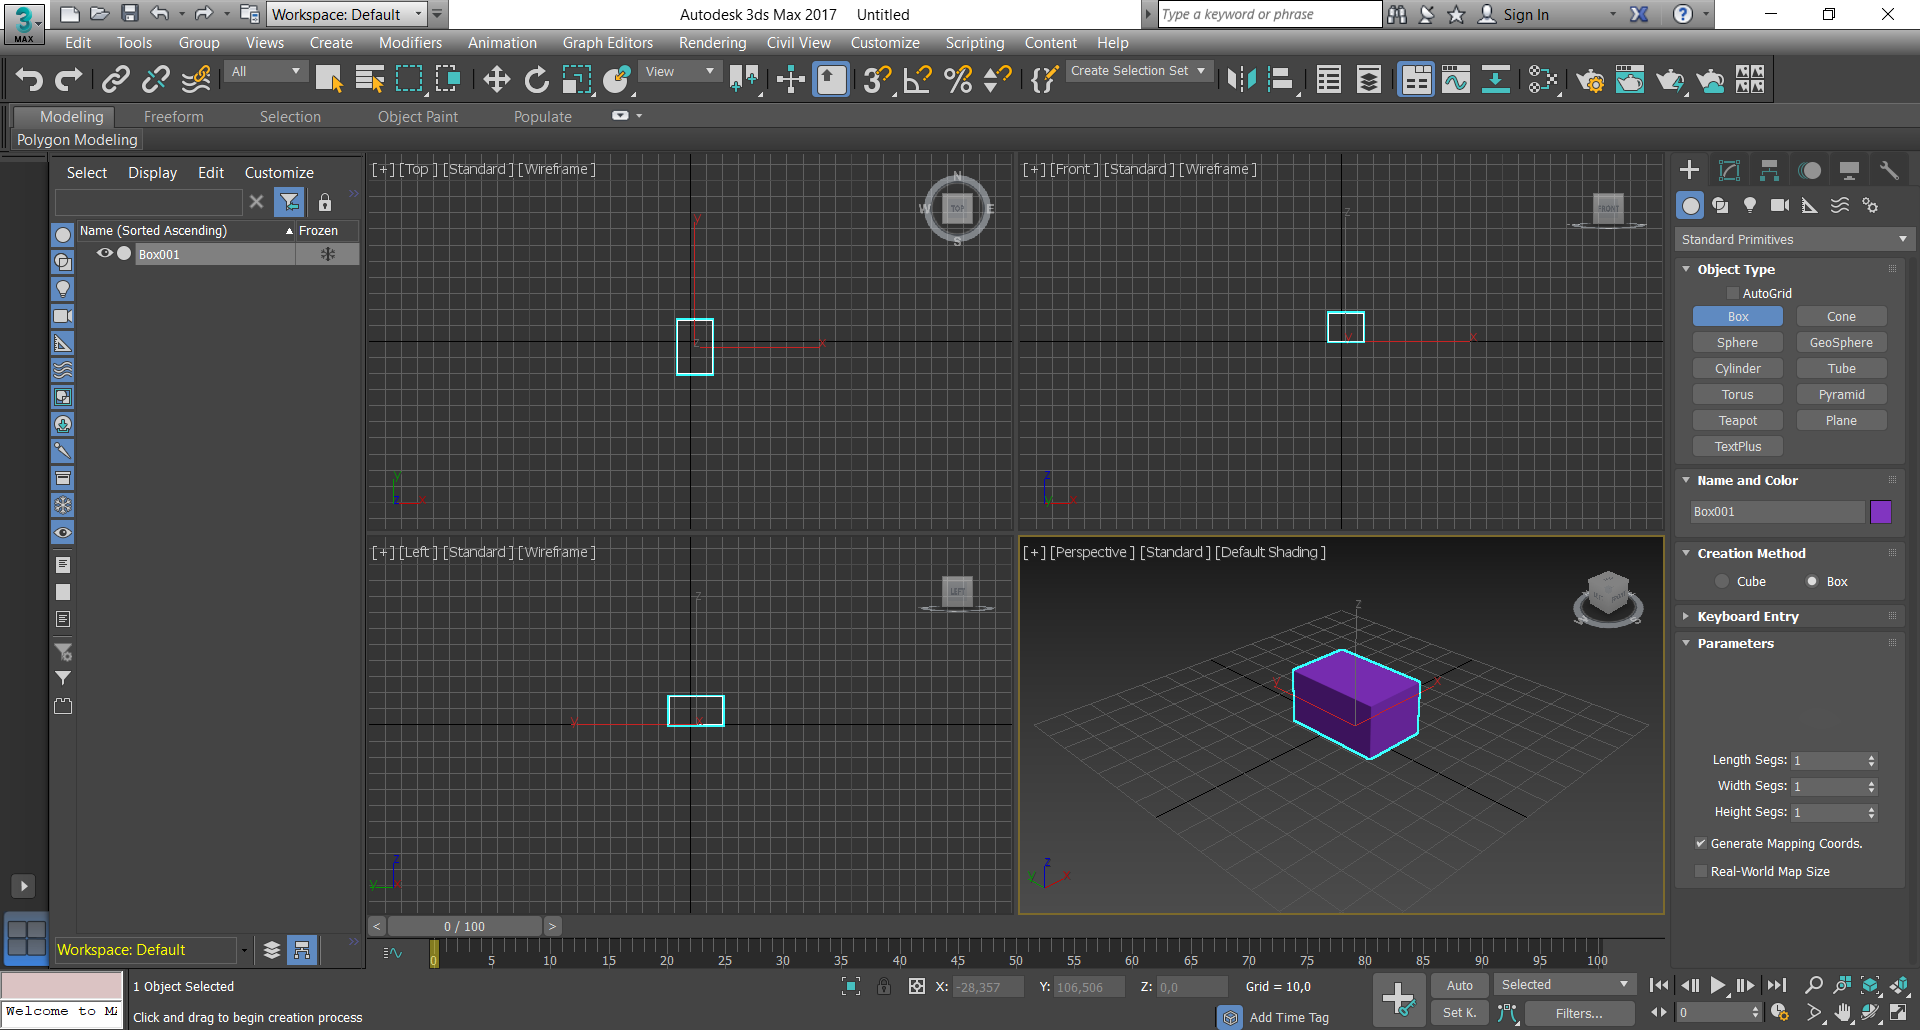 3
MAX
Workspace: Default
Autodesk 3ds Max 2017 Untitled
Type a keyword or phrase
Sign In
Edit Tools Group Views Create Modifiers Animation Graph Editors Rendering Civil View Customize Scripting Content Help
All
View
Create Selection Set
Modeling Freeform Selection Object Paint Populate
Polygon Modeling
Select Display Edit Customize
Name (Sorted Ascending) Frozen
Box001
[+] [Top ] [Standard ] [Wireframe ]
N
W TOP E
S
y
z x
y
z x
[+] [Front ] [Standard ] [Wireframe ]
FRONT
z
y x
z
y x
[+] [Left ] [Standard ] [Wireframe ]
LEFT
z
y x
z
y x
[+] [Perspective ] [Standard ] [Default Shading ]
z
y x
z
y x
Standard Primitives
Object Type
AutoGrid
Box Cone
Sphere GeoSphere
Cylinder Tube
Torus Pyramid
Teapot Plane
TextPlus
Name and Color
Box001
Creation Method
Cube Box
Keyboard Entry
Parameters
Length Segs: 1
Width Segs: 1
Height Segs: 1
Generate Mapping Coords.
Real-World Map Size
< 0 / 100 >
Workspace: Default
0 5 10 15 20 25 30 35 40 45 50 55 60 65 70 75 80 85 90 95 100
1 Object Selected
Welcome to MA
Click and drag to begin creation process
X: -28,357 Y: 106,506 Z: 0,0 Grid = 10,0
Add Time Tag
Auto Selected
Set K. Filters...
0